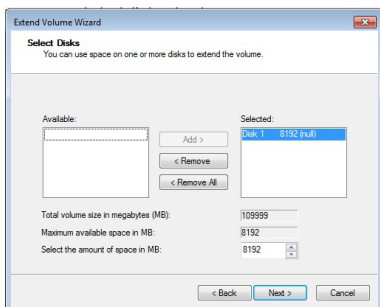 Extend Volume Wizard
Select Disks
You can use space on one or more disks to extend the volume.
Available:
Selected:
Disk 1 8192 (null)
Add >
< Remove
< Remove All
Total volume size in megabytes (MB):
109999
Maximum available space in MB:
8192
Select the amount of space in MB:
8192
< Back
Next >
Cancel